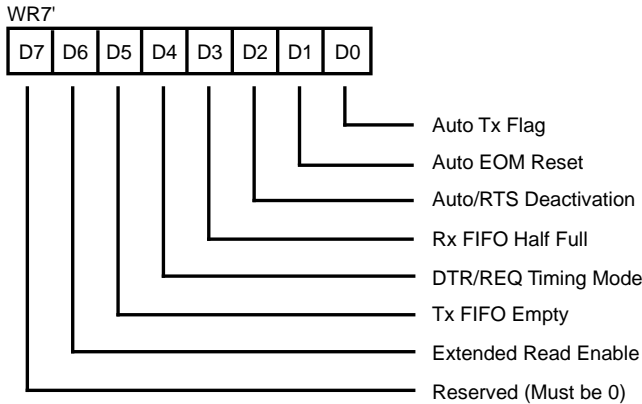 WR7'
D7 D6 D5 D4 D3 D2 D1 D0
Auto Tx Flag
Auto EOM Reset
Auto/RTS Deactivation
Rx FIFO Half Full
DTR/REQ Timing Mode
Tx FIFO Empty
Extended Read Enable
Reserved (Must be 0)